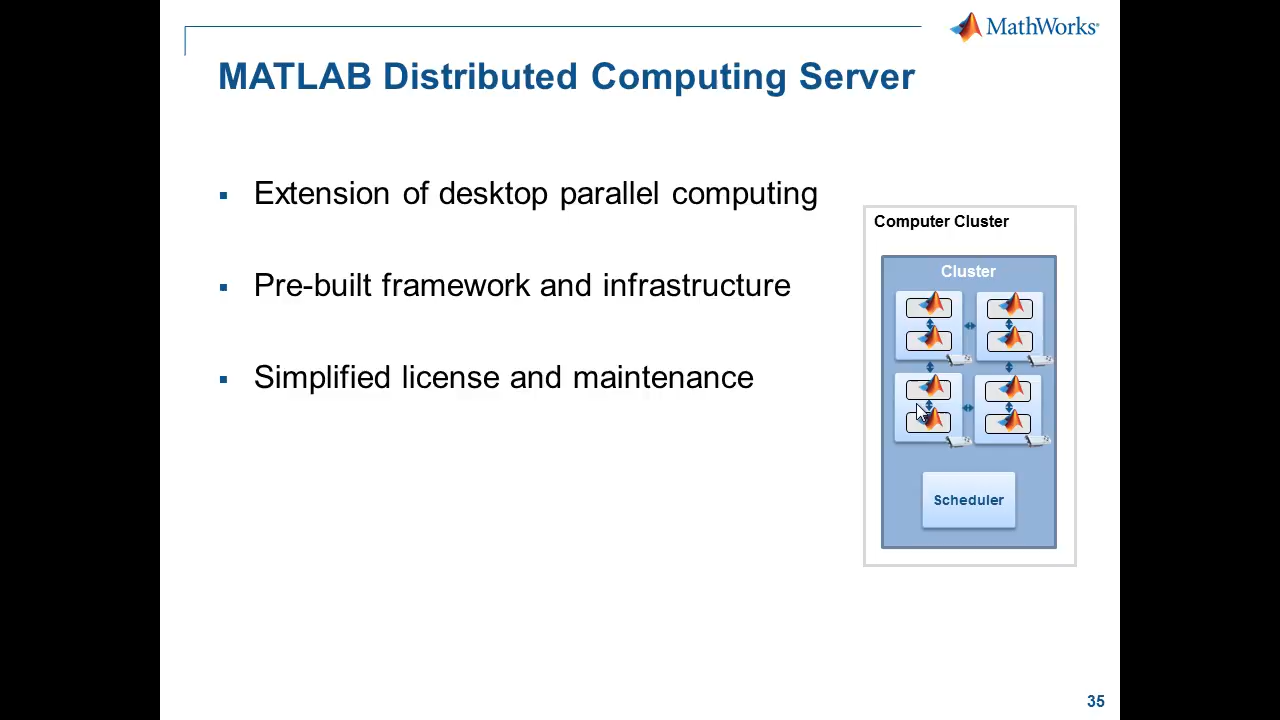 MathWorks®
MATLAB Distributed Computing Server
▪ Extension of desktop parallel computing
▪ Pre-built framework and infrastructure
▪ Simplified license and maintenance
Computer Cluster
Cluster
Scheduler
35